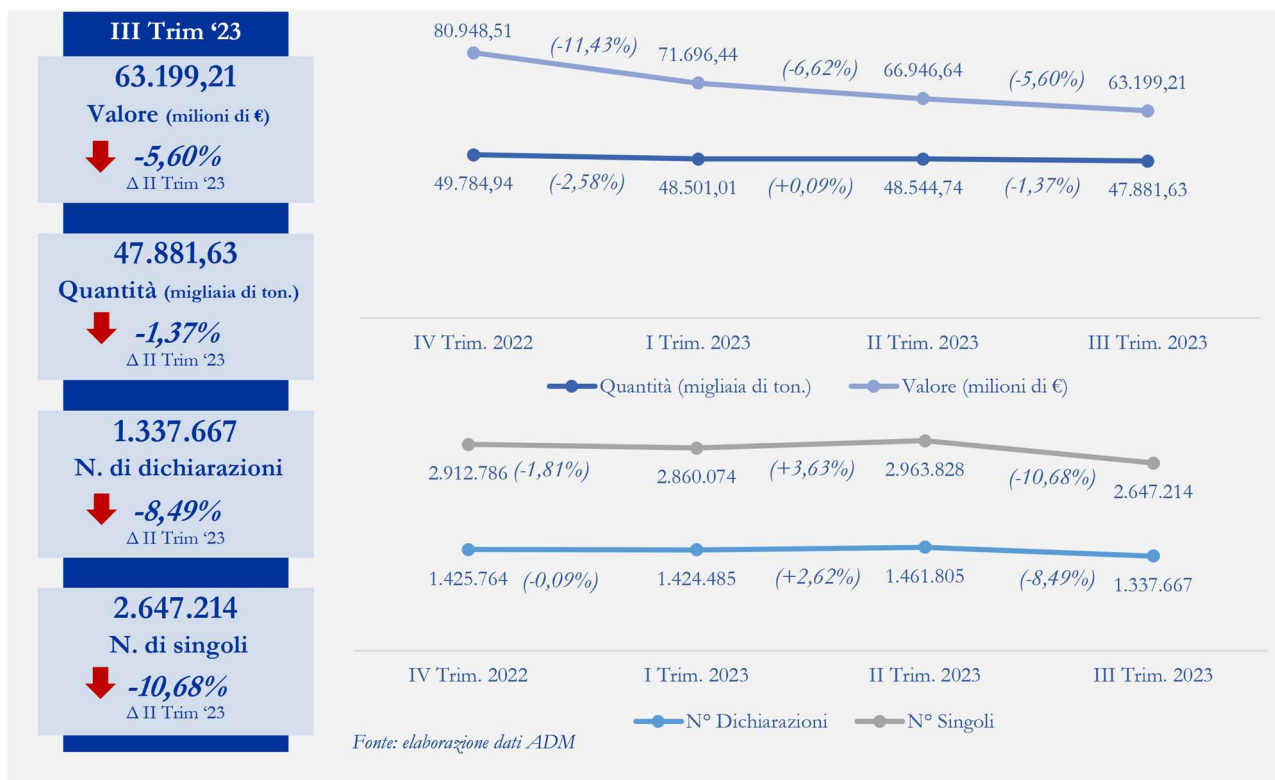 III Trim ‘23
63.199,21
Valore (milioni di €)
-5,60%
Δ II Trim ‘23
47.881,63
Quantità (migliaia di ton.)
-1,37%
Δ II Trim ‘23
1.337.667
N. di dichiarazioni
-8,49%
Δ II Trim ‘23
2.647.214
N. di singoli
-10,68%
Δ II Trim ‘23
80.948,51 (-11,43%) 71.696,44 (-6,62%) 66.946,64 (-5,60%) 63.199,21
49.784,94 (-2,58%) 48.501,01 (+0,09%) 48.544,74 (-1,37%) 47.881,63
IV Trim. 2022 I Trim. 2023 II Trim. 2023 III Trim. 2023
Quantità (migliaia di ton.) Valore (milioni di €)
2.912.786 (-1,81%) 2.860.074 (+3,63%) 2.963.828 (-10,68%) 2.647.214
1.425.764 (-0,09%) 1.424.485 (+2,62%) 1.461.805 (-8,49%) 1.337.667
IV Trim. 2022 I Trim. 2023 II Trim. 2023 III Trim. 2023
N° Dichiarazioni N° Singoli
Fonte: elaborazione dati ADM